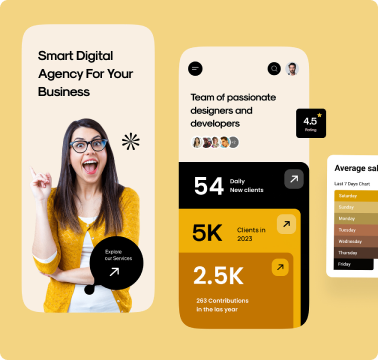 Smart Digital
Agency For Your
Business
Explore
our Services
Team of passionate
designers and
developers
4.5
Rating
54
Daily
New clients
5K
Clients in
2023
2.5K
263 Contributions
in the las year
Average sal
Last 7 Days Chart
Saturday
Sunday
Monday
Tuesday
Wednesday
Thursday
Friday